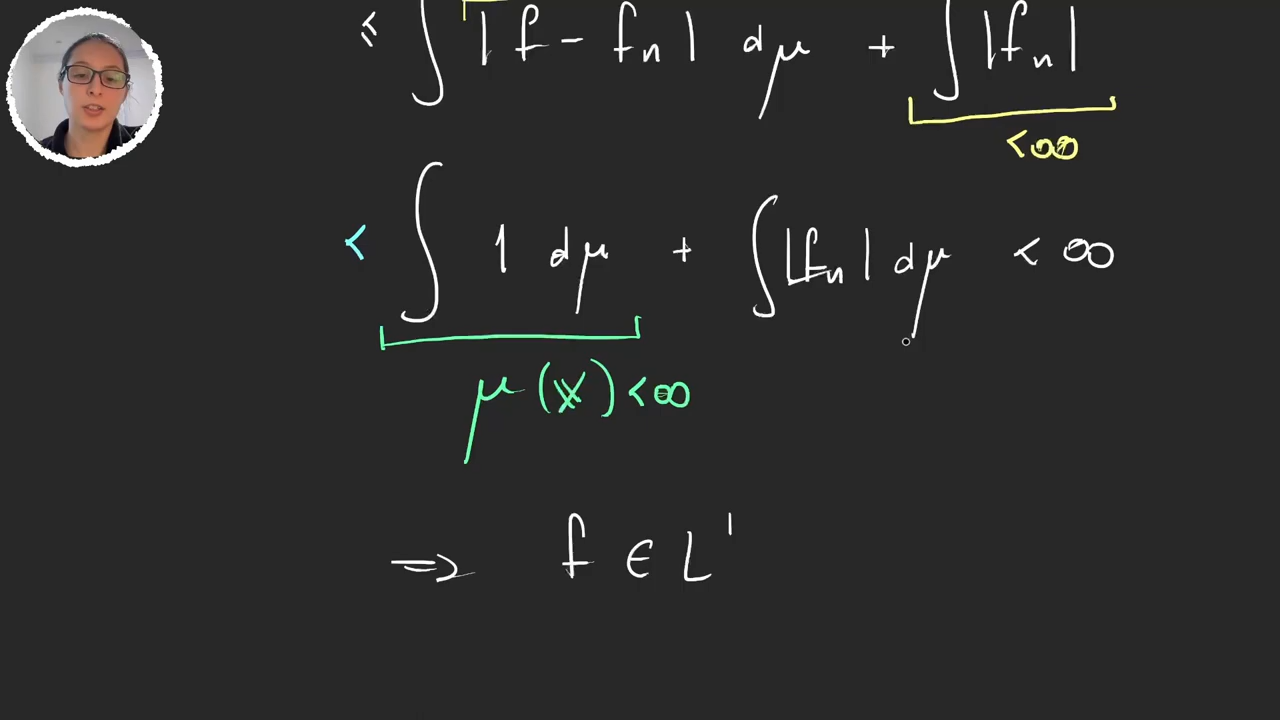 ≤ ∫ |f - fn| dμ + ∫ |fn|
<∞
< ∫ 1 dμ + ∫ |fn| dμ < ∞
μ(X) < ∞
⇒ f ∈ L¹